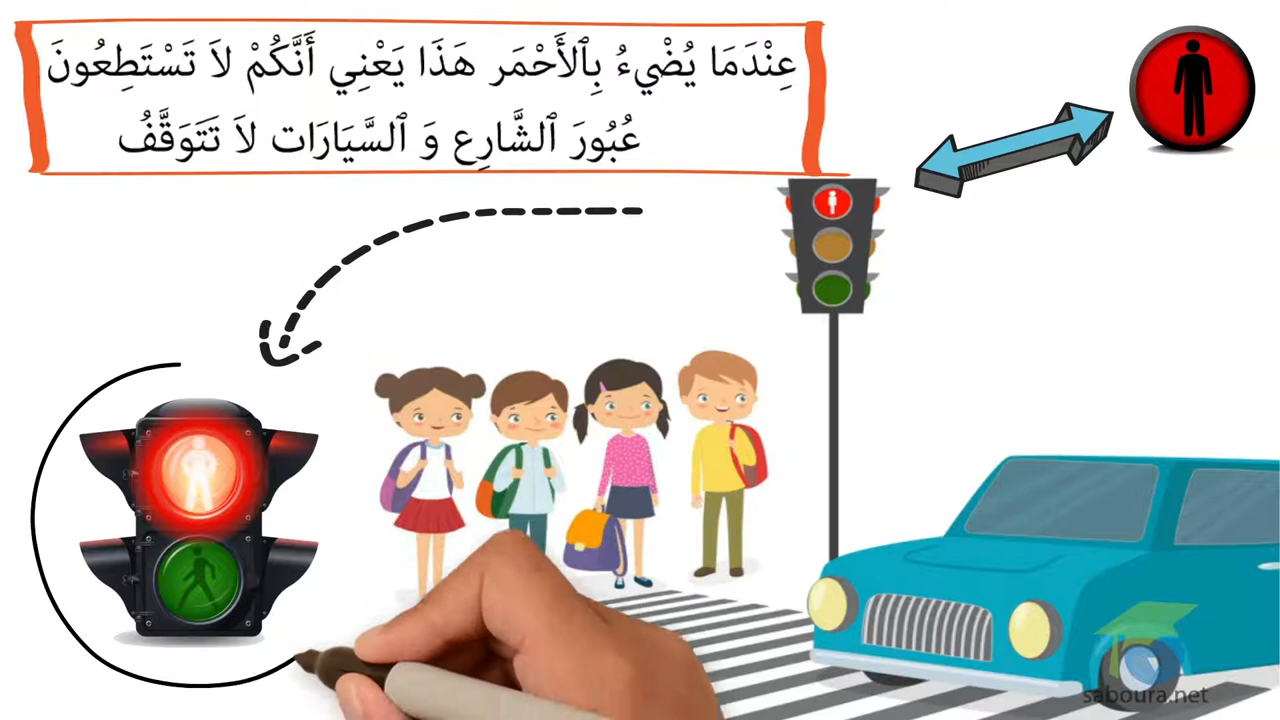 عِنْدَمَا يُضْيءُ بِٱلأَحْمَر هَذَا يَعْنِي أَنَّكُمْ لاَ تَسْتَطِعُونَ
عُبُورَ ٱلشَّارِع وَ ٱلسَّيَارَات لاَ تَتَوَقَّفُ
saboura.net